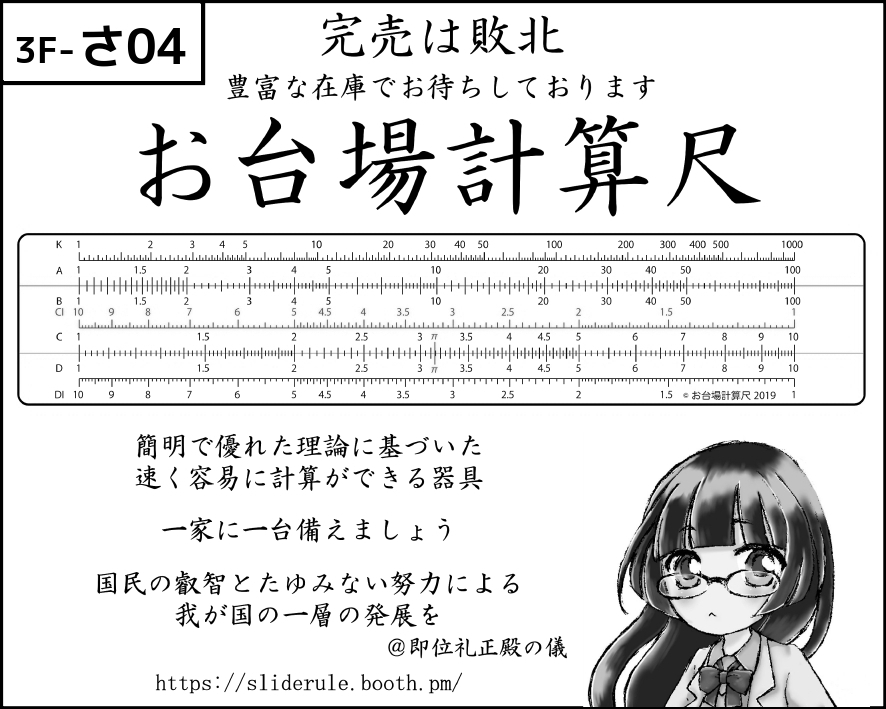 3F-さ04
完売は敗北
豊富な在庫でお待ちしております
お台場計算尺
K 1 2 3 4 5 10 20 30 40 50 100 200 300 400 500 1000
A 1 1.5 2 3 4 5 10 20 30 40 50 100
B 1 1.5 2 3 4 5 10 20 30 40 50 100
CI 10 9 8 7 6 5 4.5 4 3.5 3 2.5 2 1.5 1
C 1 1.5 2 2.5 3 π 3.5 4 4.5 5 6 7 8 9 10
D 1 1.5 2 2.5 3 π 3.5 4 4.5 5 6 7 8 9 10
DI 10 9 8 7 6 5 4.5 4 3.5 3 2.5 2 1.5 © お台場計算尺 2019 1
簡明で優れた理論に基づいた
速く容易に計算ができる器具
一家に一台備えましょう
国民の叡智とたゆみない努力による
我が国の一層の発展を
@即位礼正殿の儀
https://sliderule.booth.pm/